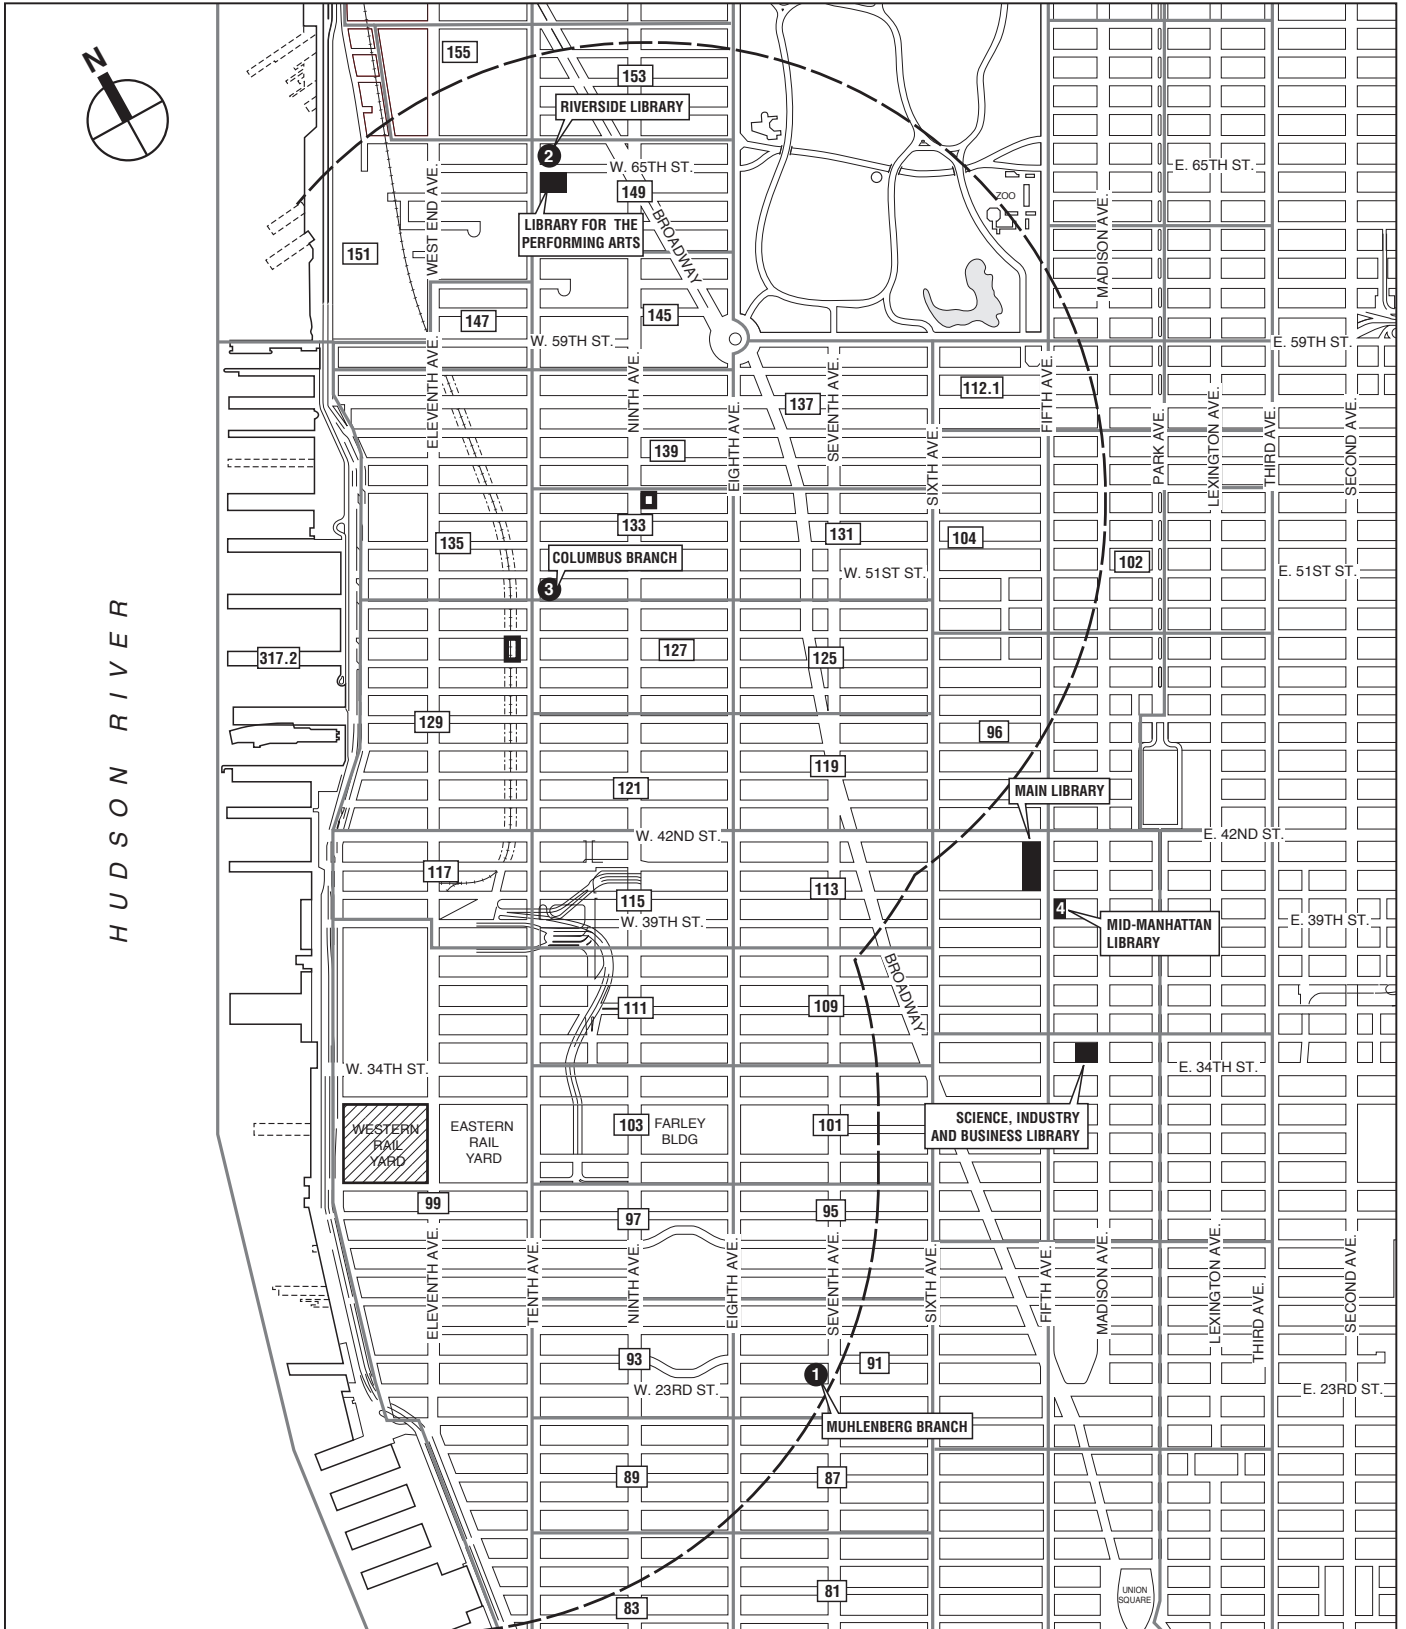 N
155
153
RIVERSIDE LIBRARY
2
W. 65TH ST.
E. 65TH ST.
149
ZOO
LIBRARY FOR THE
PERFORMING ARTS
BROADWAY
WEST END AVE.
MADISON AVE.
151
147
145
W. 59TH ST.
E. 59TH ST.
ELEVENTH AVE.
NINTH AVE.
EIGHTH AVE.
137
SEVENTH AVE.
SIXTH AVE.
112.1
FIFTH AVE.
PARK AVE.
LEXINGTON AVE.
THIRD AVE.
SECOND AVE.
139
133
135
131
104
102
COLUMBUS BRANCH
3
W. 51ST ST.
E. 51ST ST.
HUDSON RIVER
317.2
127
125
129
96
119
121
MAIN LIBRARY
W. 42ND ST.
E. 42ND ST.
117
113
115
W. 39TH ST.
4
MID-MANHATTAN
LIBRARY
E. 39TH ST.
BROADWAY
111
109
W. 34TH ST.
E. 34TH ST.
WESTERN
RAIL
YARD
EASTERN
RAIL
YARD
103
FARLEY
BLDG
101
SCIENCE, INDUSTRY
AND BUSINESS LIBRARY
99
97
95
ELEVENTH AVE.
TENTH AVE.
NINTH AVE.
EIGHTH AVE.
SEVENTH AVE.
SIXTH AVE.
FIFTH AVE.
MADISON AVE.
LEXINGTON AVE.
THIRD AVE.
SECOND AVE.
93
91
1
W. 23RD ST.
E. 23RD ST.
MUHLENBERG BRANCH
89
87
81
83
UNION
SQUARE